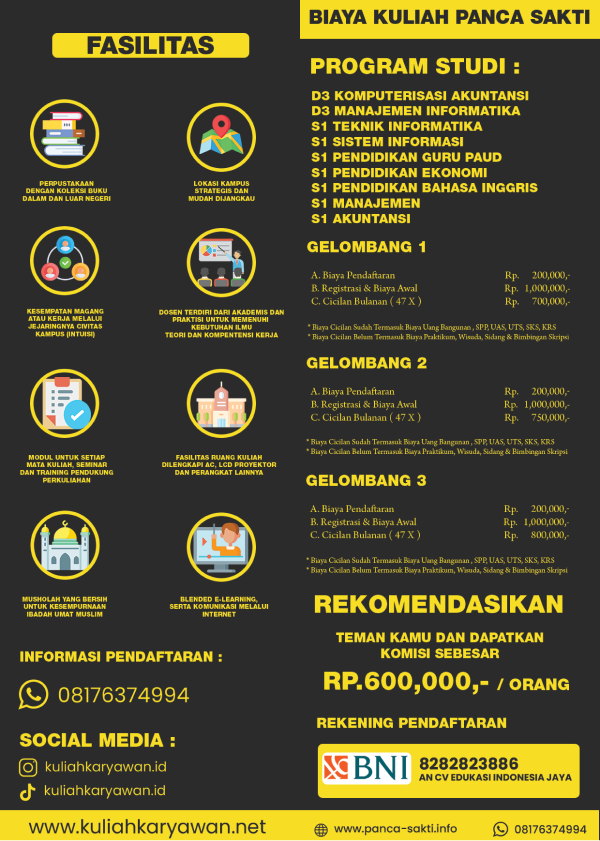 FASILITAS
PERPUSTAKAAN
DENGAN KOLEKSI BUKU
DALAM DAN LUAR NEGERI
LOKASI KAMPUS
STRATEGIS DAN
MUDAH DIJANGKAU
KESEMPATAN MAGANG
ATAU KERJA MELALUI
JEJARINGNYA CIVITAS
KAMPUS (INTUISI)
DOSEN TERDIRI DARI AKADEMIS DAN
PRAKTISI UNTUK MEMENUHI
KEBUTUHAN ILMU
TEORI DAN KOMPENTENSI KERJA
MODUL UNTUK SETIAP
MATA KULIAH, SEMINAR
DAN TRAINING PENDUKUNG
PERKULIAHAN
FASILITAS RUANG KULIAH
DILENGKAPI AC, LCD PROYEKTOR
DAN PERANGKAT LAINNYA
MUSHOLAH YANG BERSIH
UNTUK KESEMPURNAAN
IBADAH UMAT MUSLIM
BLENDED E-LEARNING,
SERTA KOMUNIKASI MELALUI
INTERNET
INFORMASI PENDAFTARAN :
08176374994
SOCIAL MEDIA :
kuliahkaryawan.id
kuliahkaryawan.id
BIAYA KULIAH PANCA SAKTI
PROGRAM STUDI :
D3 KOMPUTERISASI AKUNTANSI
D3 MANAJEMEN INFORMATIKA
S1 TEKNIK INFORMATIKA
S1 SISTEM INFORMASI
S1 PENDIDIKAN GURU PAUD
S1 PENDIDIKAN EKONOMI
S1 PENDIDIKAN BAHASA INGGRIS
S1 MANAJEMEN
S1 AKUNTANSI
GELOMBANG 1
A. Biaya Pendaftaran Rp. 200,000,-
B. Registrasi & Biaya Awal Rp. 1,000,000,-
C. Cicilan Bulanan ( 47 X ) Rp. 700,000,-
* Biaya Cicilan Sudah Termasuk Biaya Uang Bangunan , SPP, UAS, UTS, SKS, KRS
* Biaya Cicilan Belum Termasuk Biaya Praktikum, Wisuda, Sidang & Bimbingan Skripsi
GELOMBANG 2
A. Biaya Pendaftaran Rp. 200,000,-
B. Registrasi & Biaya Awal Rp. 1,000,000,-
C. Cicilan Bulanan ( 47 X ) Rp. 750,000,-
* Biaya Cicilan Sudah Termasuk Biaya Uang Bangunan , SPP, UAS, UTS, SKS, KRS
* Biaya Cicilan Belum Termasuk Biaya Praktikum, Wisuda, Sidang & Bimbingan Skripsi
GELOMBANG 3
A. Biaya Pendaftaran Rp. 200,000,-
B. Registrasi & Biaya Awal Rp. 1,000,000,-
C. Cicilan Bulanan ( 47 X ) Rp. 800,000,-
* Biaya Cicilan Sudah Termasuk Biaya Uang Bangunan , SPP, UAS, UTS, SKS, KRS
* Biaya Cicilan Belum Termasuk Biaya Praktikum, Wisuda, Sidang & Bimbingan Skripsi
REKOMENDASIKAN
TEMAN KAMU DAN DAPATKAN
KOMISI SEBESAR
RP.600,000,- / ORANG
REKENING PENDAFTARAN
BNI
8282823886
AN CV EDUKASI INDONESIA JAYA
www.kuliahkaryawan.net
www.panca-sakti.info
08176374994